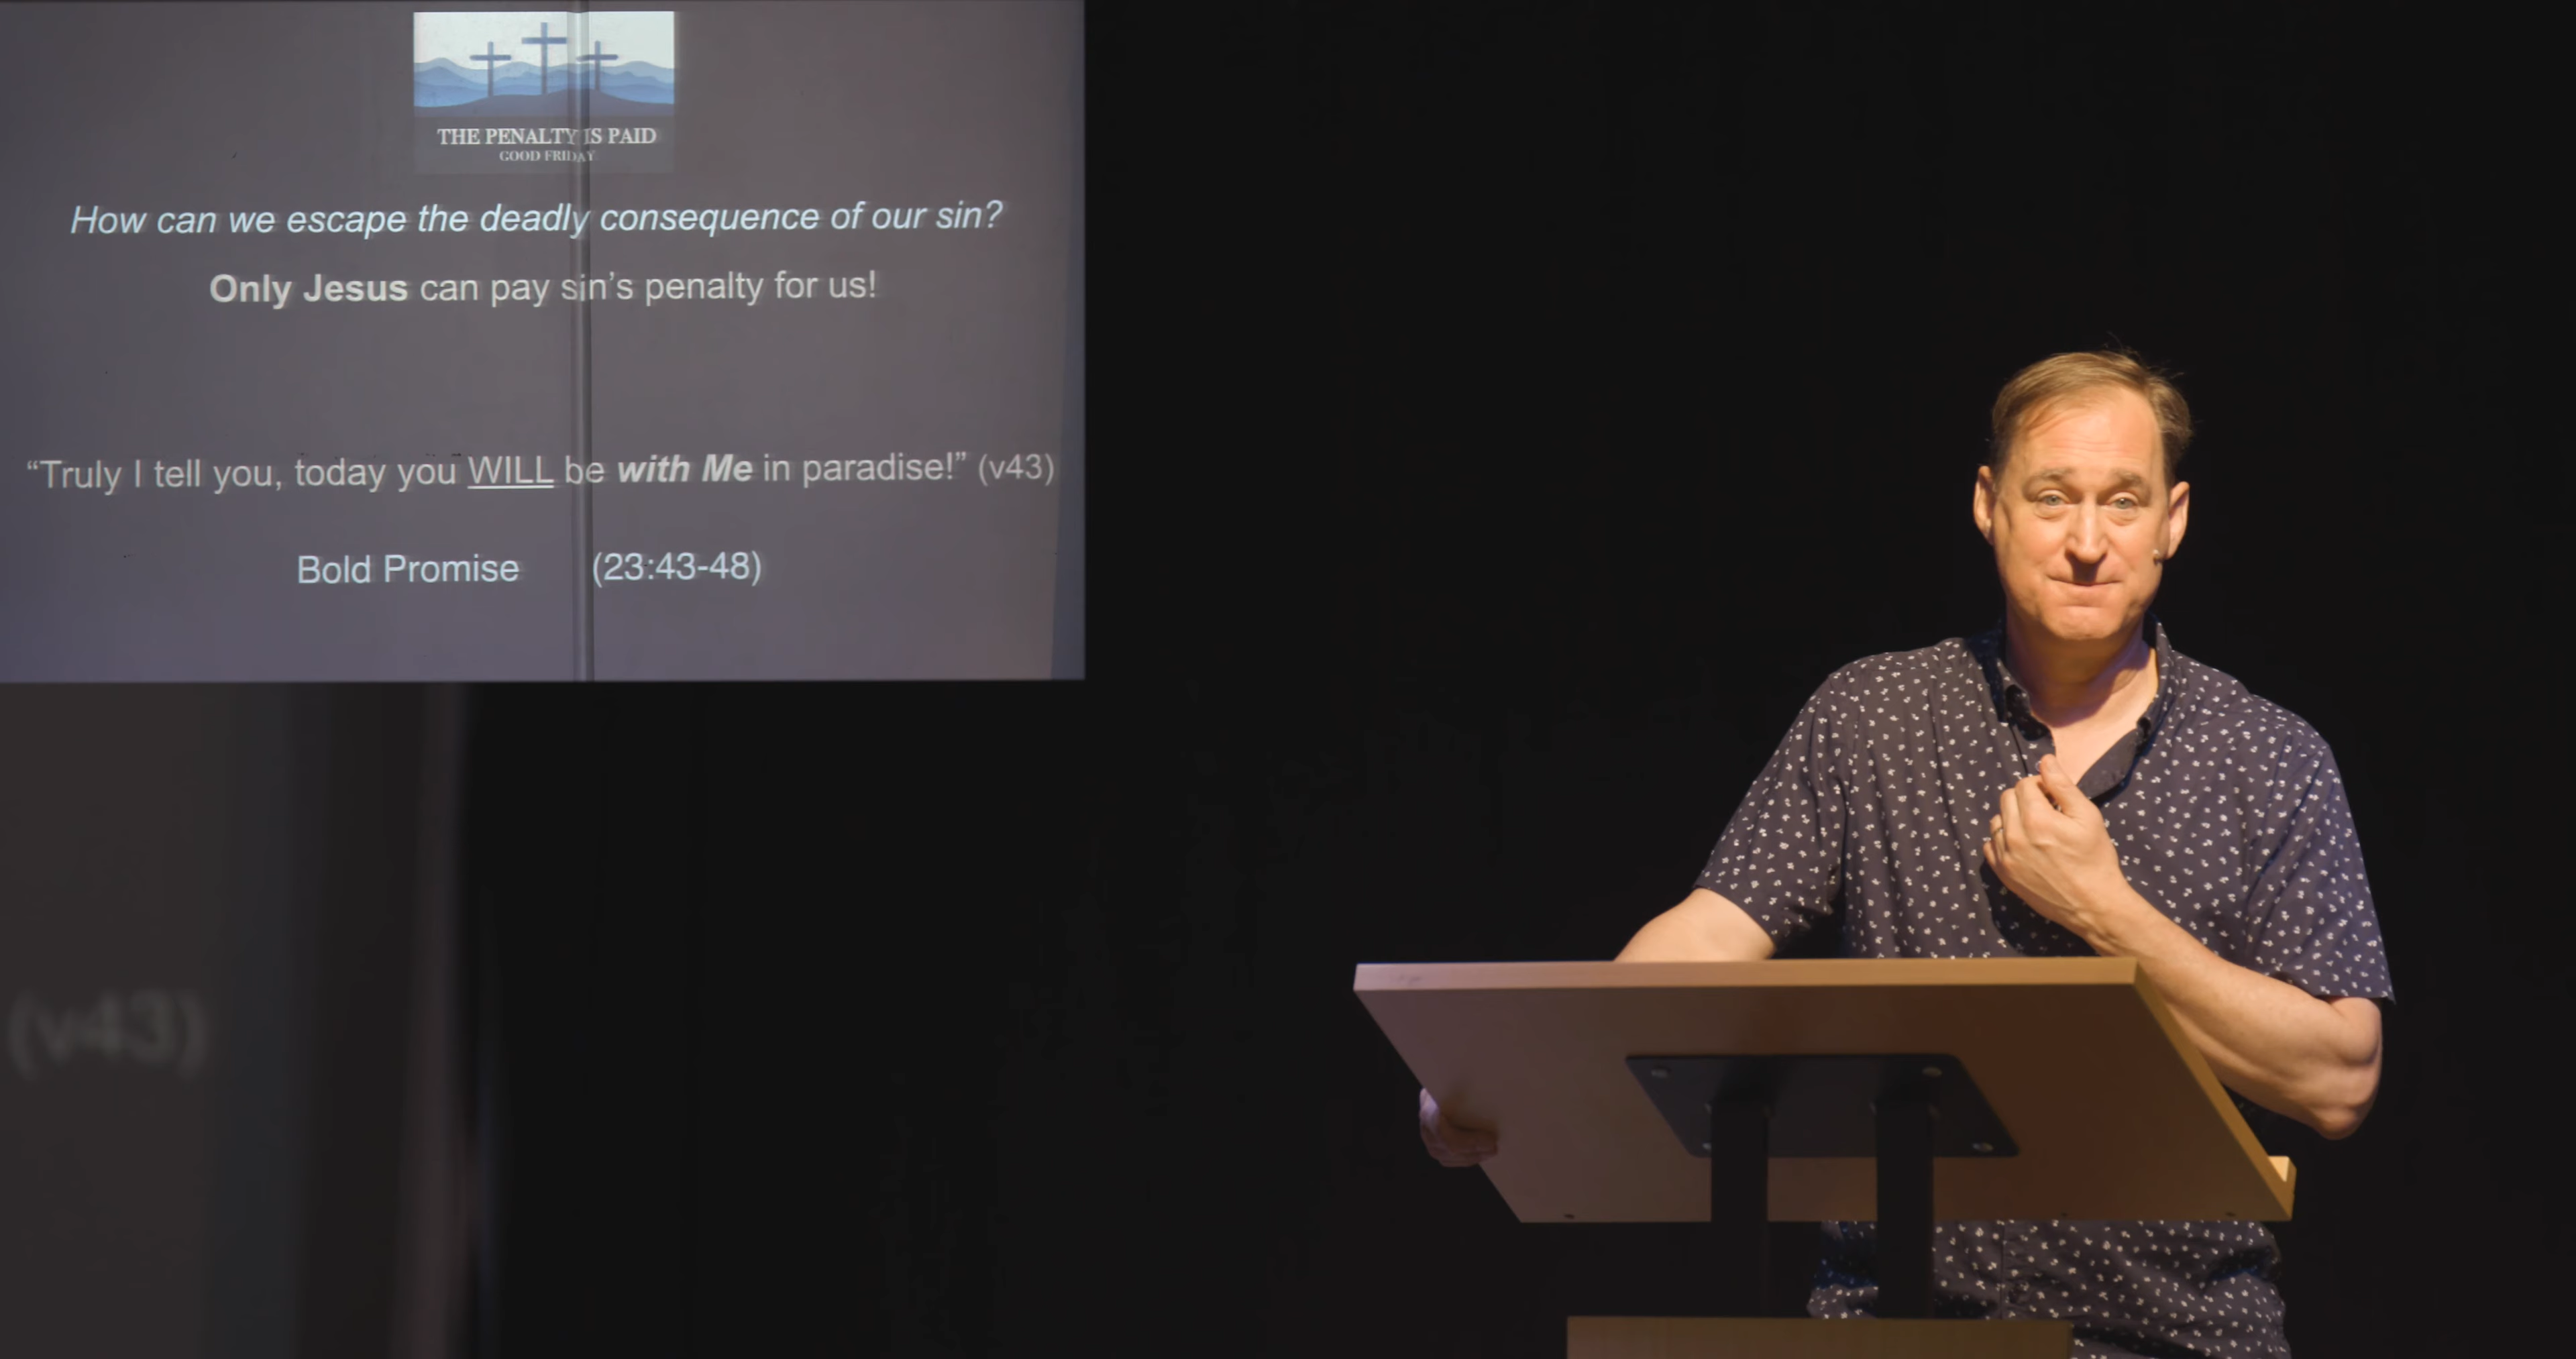 THE PENALTY IS PAID
GOOD FRIDAY
How can we escape the deadly consequence of our sin?
Only Jesus can pay sin’s penalty for us!
“Truly I tell you, today you WILL be with Me in paradise!” (v43)
Bold Promise (23:43-48)
(v43)